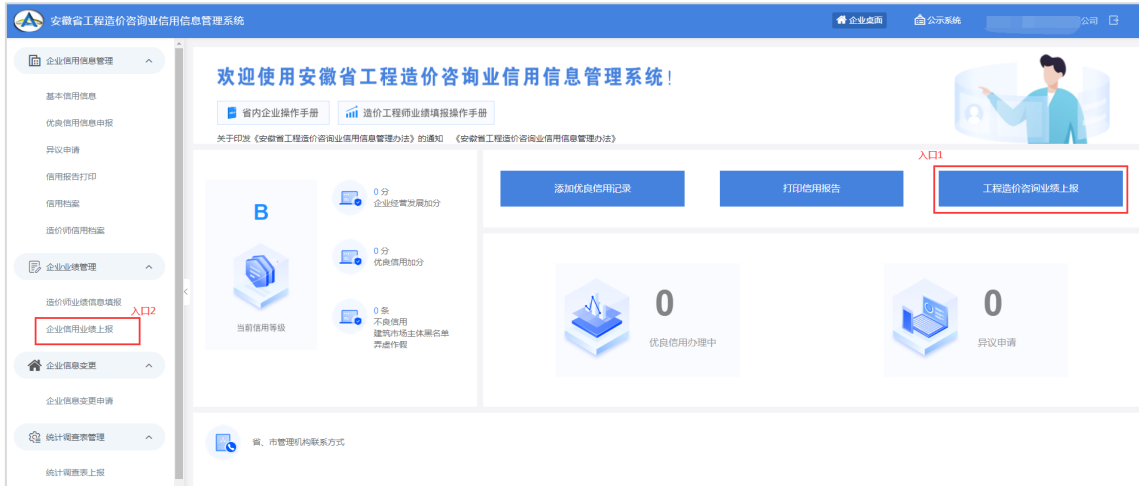 安徽省工程造价咨询业信用信息管理系统
企业桌面
公示系统
公司
企业信用信息管理
基本信用信息
优良信用信息申报
异议申请
信用报告打印
信用档案
造价师信用档案
企业业绩管理
造价师业绩信息填报
入口2
企业信用业绩上报
企业信息变更
企业信息变更申请
统计调查表管理
统计调查表上报
欢迎使用安徽省工程造价咨询业信用信息管理系统！
省内企业操作手册
造价工程师业绩填报操作手册
关于印发《安徽省工程造价咨询业信用信息管理办法》的通知 《安徽省工程造价咨询业信用信息管理办法》
B
当前信用等级
0 分
企业经营发展加分
0 分
优良信用加分
0 条
不良信用
建筑市场主体黑名单
弄虚作假
入口1
添加优良信用记录
打印信用报告
工程造价咨询业绩上报
0
优良信用办理中
0
异议申请
省、市管理机构联系方式